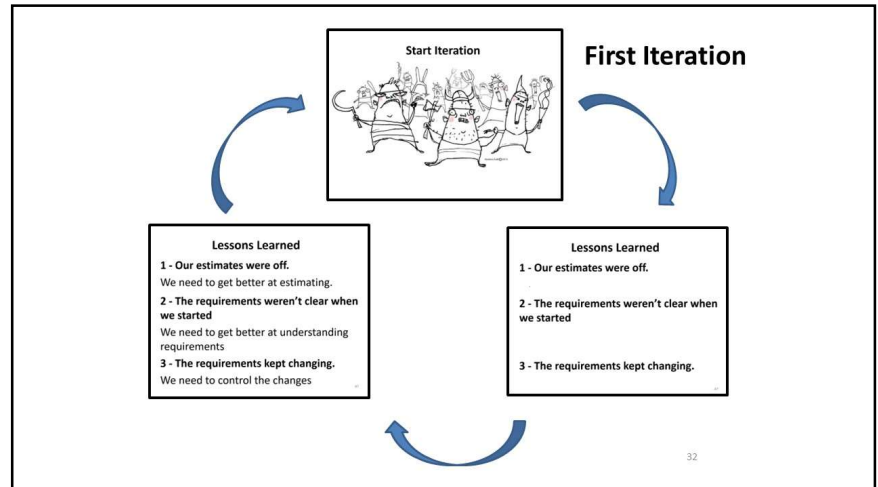 First Iteration
Start Iteration
Lessons Learned
1 - Our estimates were off.
We need to get better at estimating.
2 - The requirements weren't clear when
we started
We need to get better at understanding
requirements
3 - The requirements kept changing.
We need to control the changes
Lessons Learned
1 - Our estimates were off.
2 - The requirements weren't clear when
we started
3 - The requirements kept changing.
32